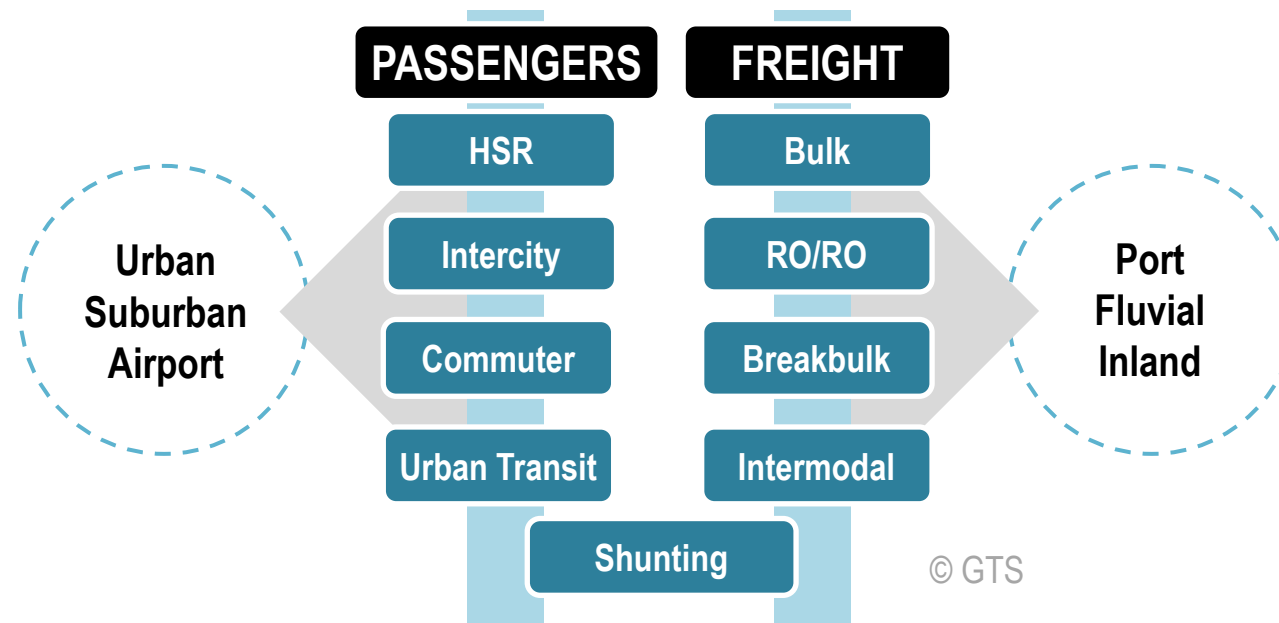 PASSENGERS
FREIGHT
HSR
Bulk
Intercity
RO/RO
Urban
Suburban
Airport
Port
Fluvial
Inland
Commuter
Breakbulk
Urban Transit
Intermodal
Shunting
© GTS